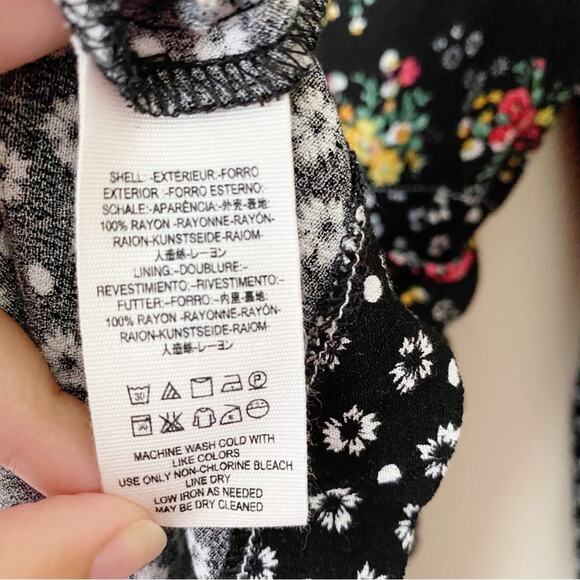 SHELL:-EXTÉRIEUR-FORRO
EXTERIOR :-FORRO ESTERNO:-
SCHALE:-APARÊNCIA:-外壳-表地:
100% RAYON-RAYONNE-RAYÓN-
RAION-KUNSTSEIDE-RAIOM-
人造絲-レーヨン
LINING:-DOUBLURE:-
REVESTIMIENTO:-RIVESTIMENTO:-
FUTTER:-FORRO:-内里-裏地:
100% RAYON-RAYONNE-RAYÓN-
RAION-KUNSTSEIDE-RAIOM-
人造絲-レーヨン
30 P
30
MACHINE WASH COLD WITH
LIKE COLORS
USE ONLY NON-CHLORINE BLEACH
LINE DRY
LOW IRON AS NEEDED
MAY BE DRY CLEANED